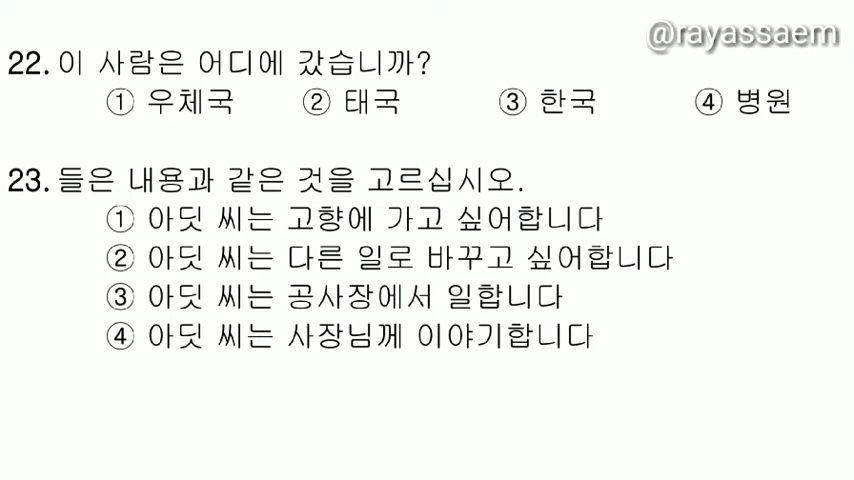 @rayassaem
22. 이 사람은 어디에 갔습니까?
① 우체국 ② 태국 ③ 한국 ④ 병원
23. 들은 내용과 같은 것을 고르십시오.
① 아딧 씨는 고향에 가고 싶어합니다
② 아딧 씨는 다른 일로 바꾸고 싶어합니다
③ 아딧 씨는 공사장에서 일합니다
④ 아딧 씨는 사장님께 이야기합니다